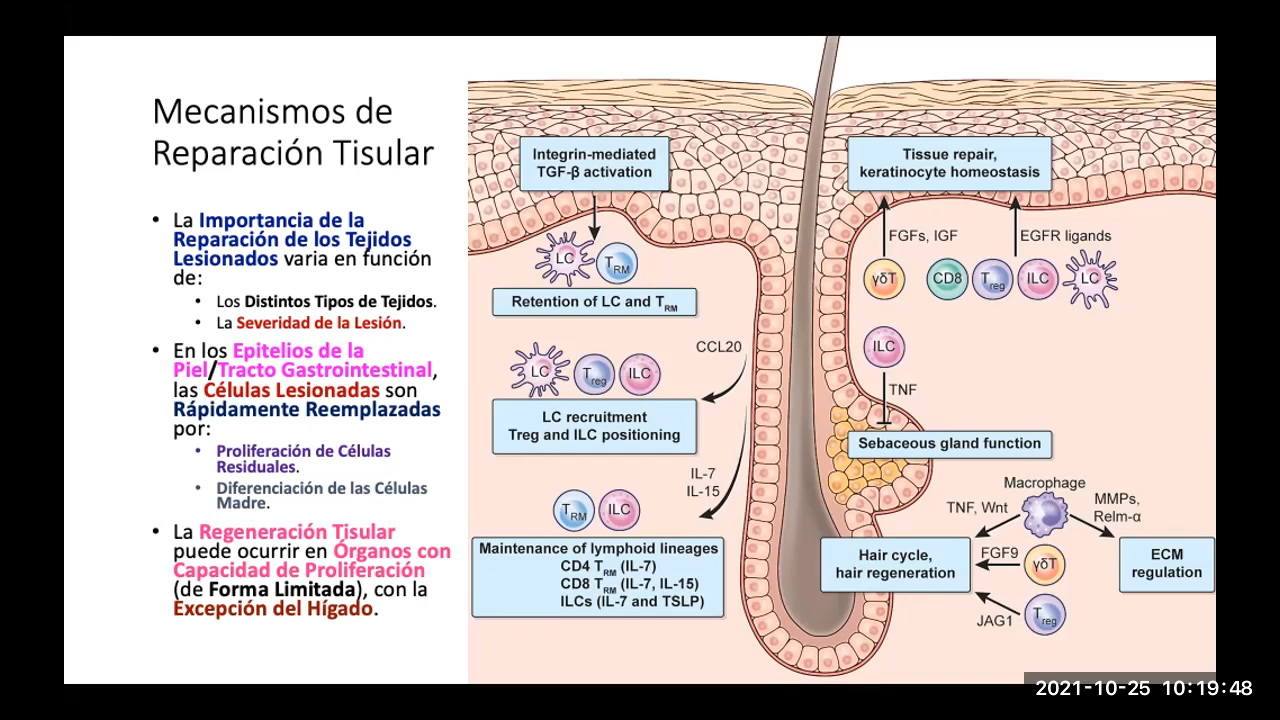 Mecanismos de
Reparación Tisular
• La Importancia de la
Reparación de los Tejidos
Lesionados varia en función
de:
• Los Distintos Tipos de Tejidos.
• La Severidad de la Lesión.
• En los Epitelios de la
Piel/Tracto Gastrointestinal,
las Células Lesionadas son
Rápidamente Reemplazadas
por:
• Proliferación de Células
Residuales.
• Diferenciación de las Células
Madre.
• La Regeneración Tisular
puede ocurrir en Órganos con
Capacidad de Proliferación
(de Forma Limitada), con la
Excepción del Hígado.
Integrin-mediated
TGF-β activation
LC
TRM
Retention of LC and TRM
CCL20
LC
Treg
ILC
LC recruitment
Treg and ILC positioning
IL-7
IL-15
TRM
ILC
Maintenance of lymphoid lineages
CD4 TRM (IL-7)
CD8 TRM (IL-7, IL-15)
ILCs (IL-7 and TSLP)
Tissue repair,
keratinocyte homeostasis
FGFs, IGF
EGFR ligands
γδT
CD8
Treg
ILC
LC
ILC
TNF
Sebaceous gland function
Macrophage
TNF, Wnt
MMPs,
Relm-α
Hair cycle,
hair regeneration
FGF9
γδT
ECM
regulation
JAG1
Treg
2021-10-25 10:19:48